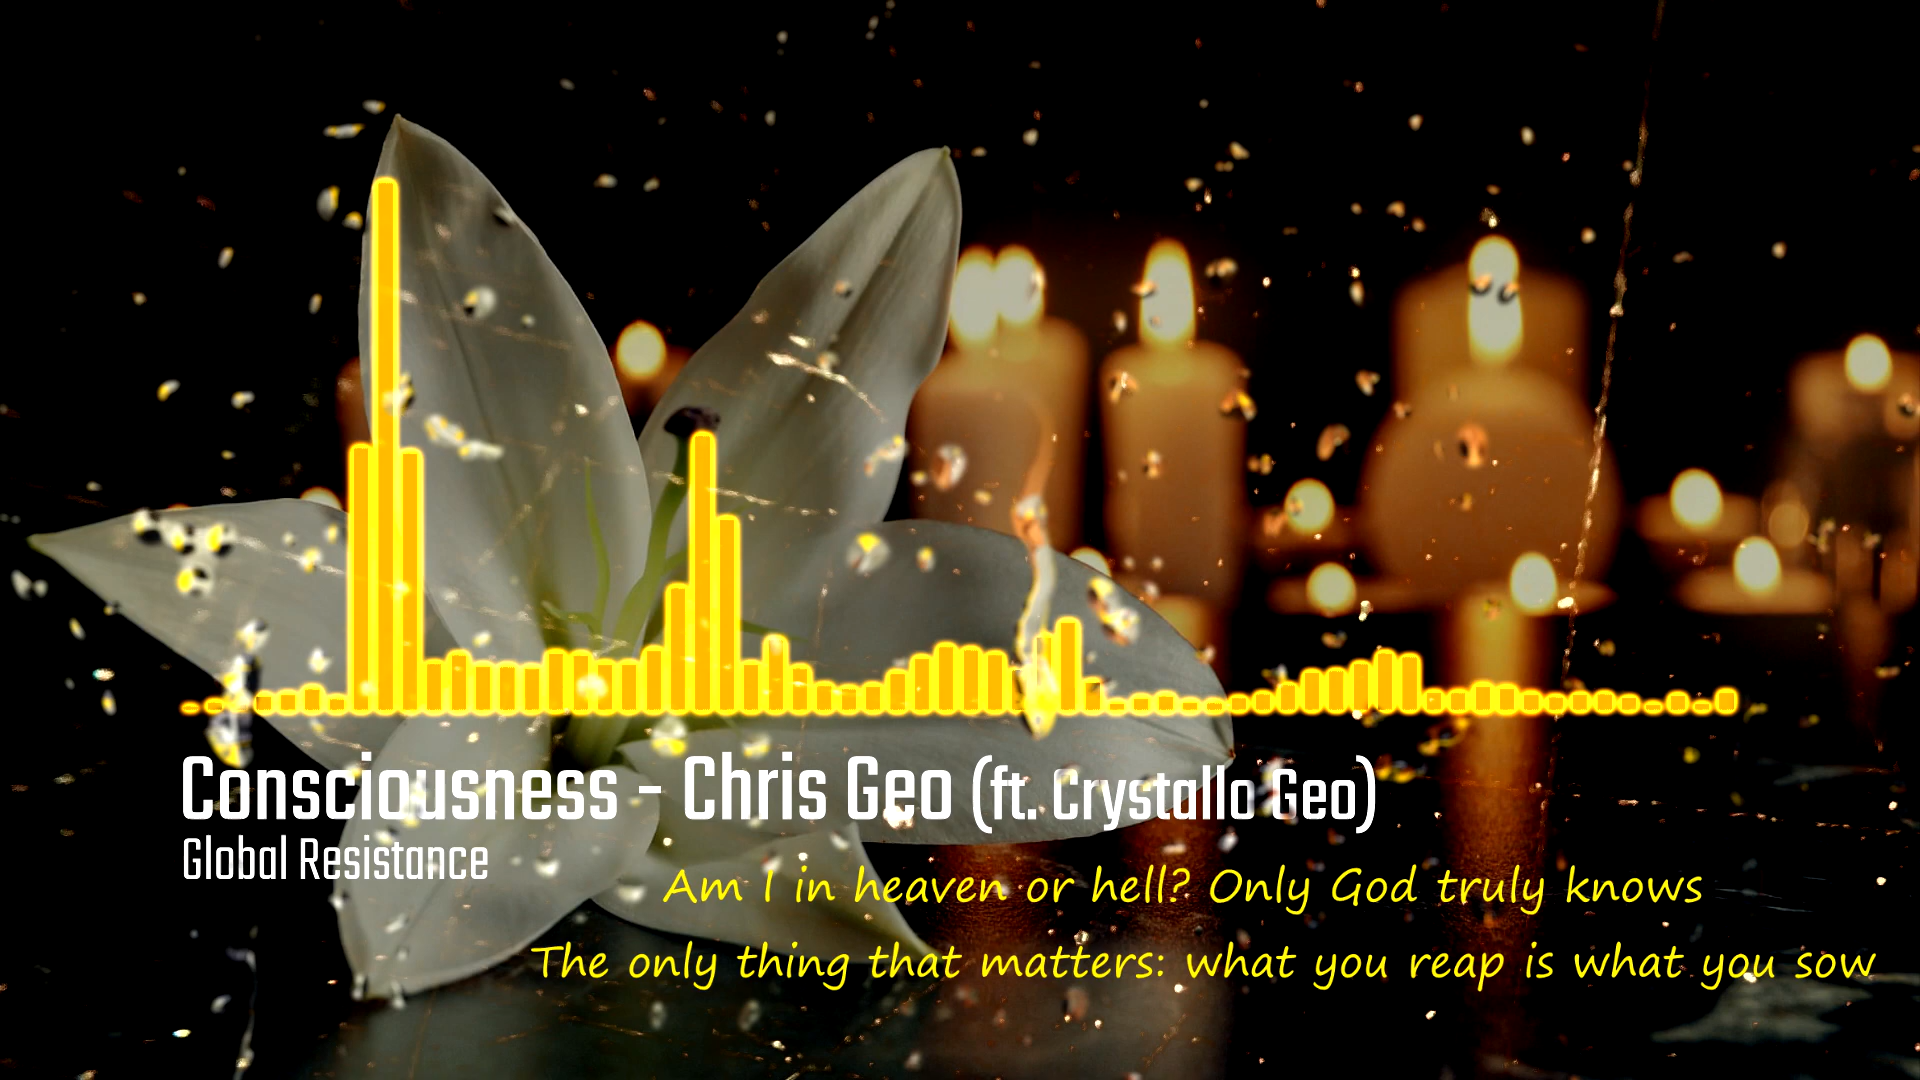 Consciousness - Chris Geo (ft. Crystallo Geo)
Global Resistance
Am I in heaven or hell? Only God truly knows
The only thing that matters: what you reap is what you sow